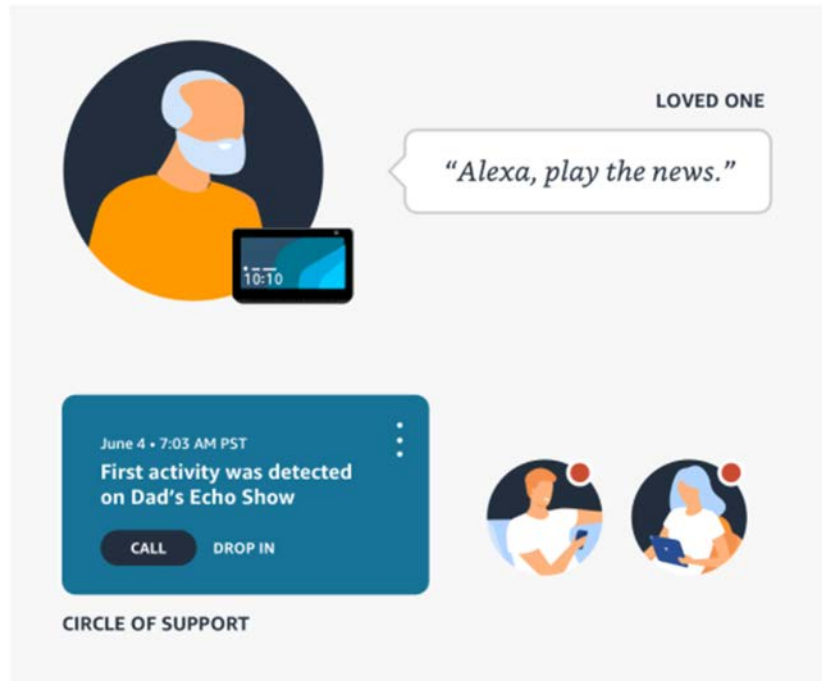 LOVED ONE
“Alexa, play the news.”
10:10
June 4 • 7:03 AM PST
First activity was detected
on Dad’s Echo Show
CALL DROP IN
CIRCLE OF SUPPORT